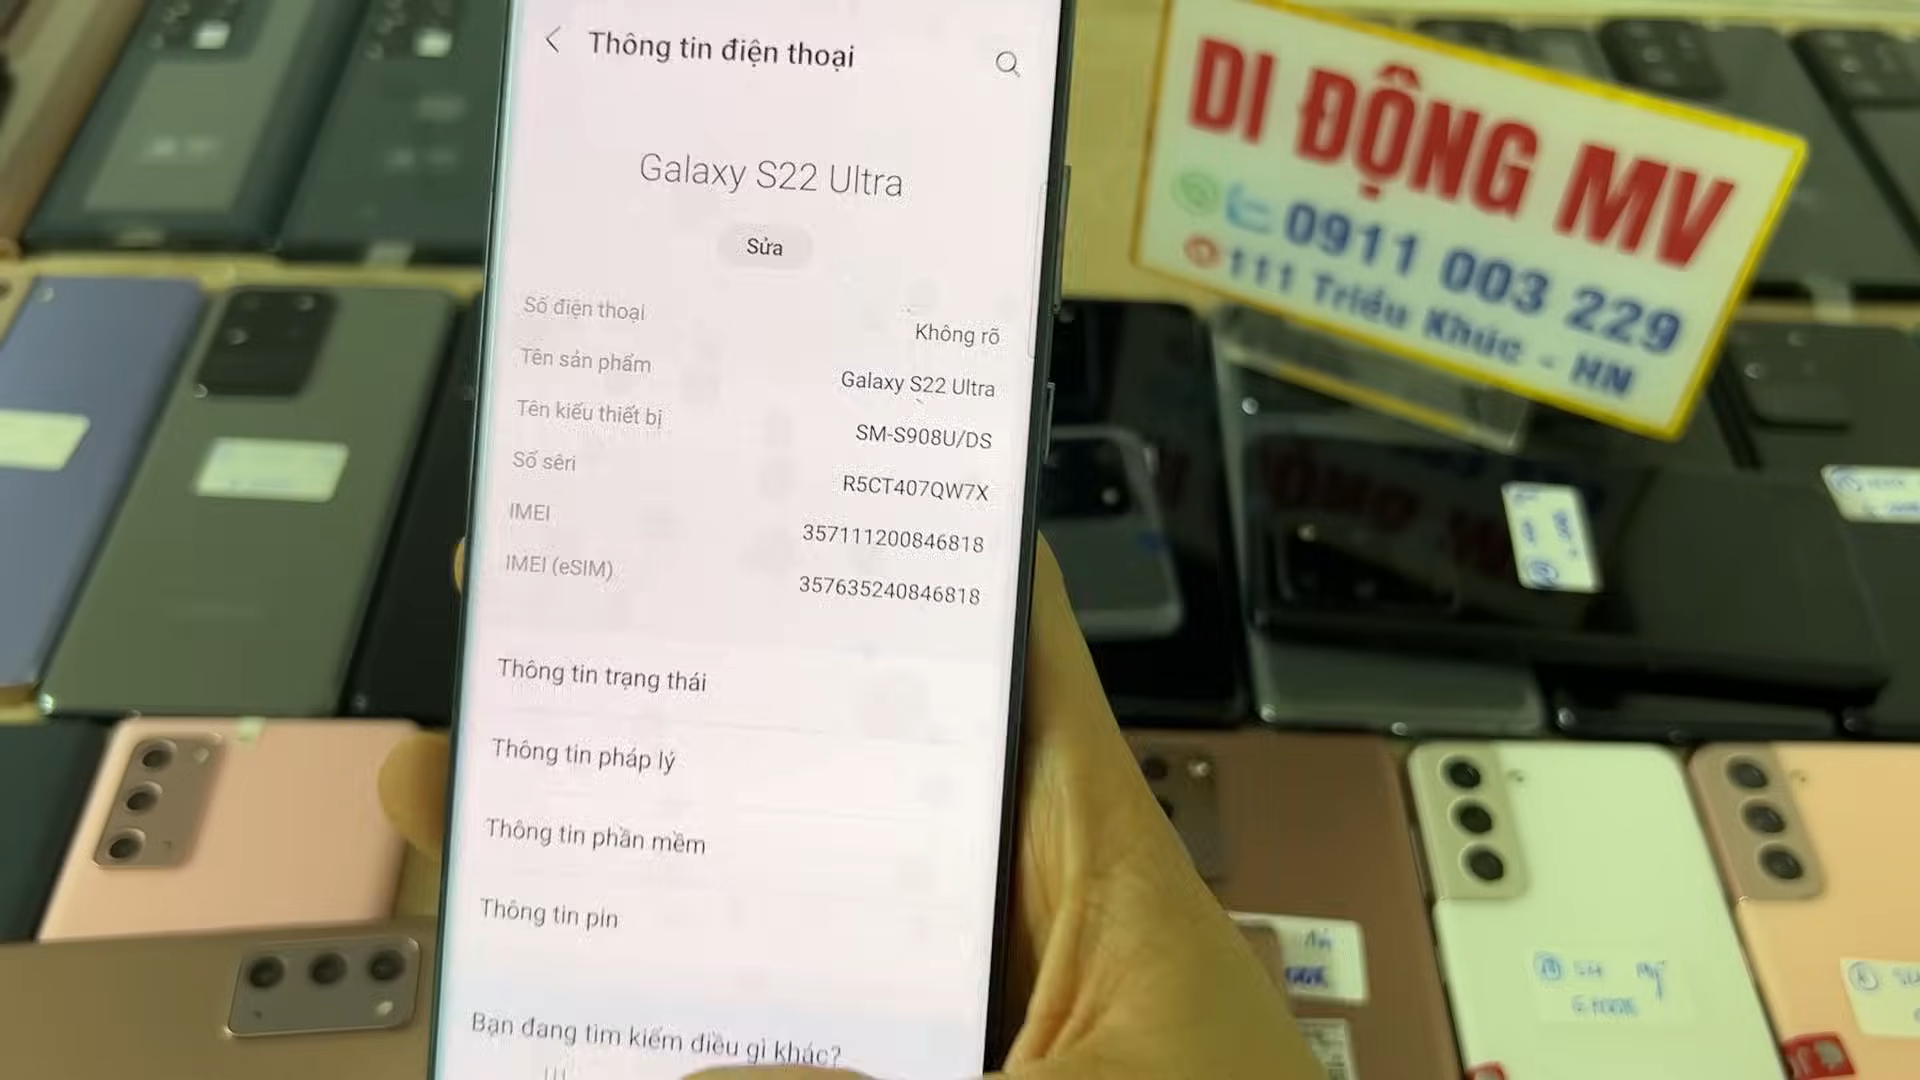 Thông tin điện thoại
Galaxy S22 Ultra
Sửa
Số điện thoại
Không rõ
Tên sản phẩm
Galaxy S22 Ultra
Tên kiểu thiết bị
SM-S908U/DS
Số sêri
R5CT407QW7X
IMEI
357111200846818
IMEI (eSIM)
357635240846818
Thông tin trạng thái
Thông tin pháp lý
Thông tin phần mềm
Thông tin pin
Bạn đang tìm kiếm điều gì khác?
DI ĐỘNG MV
0911 003 229
111 Triều Khúc - HN